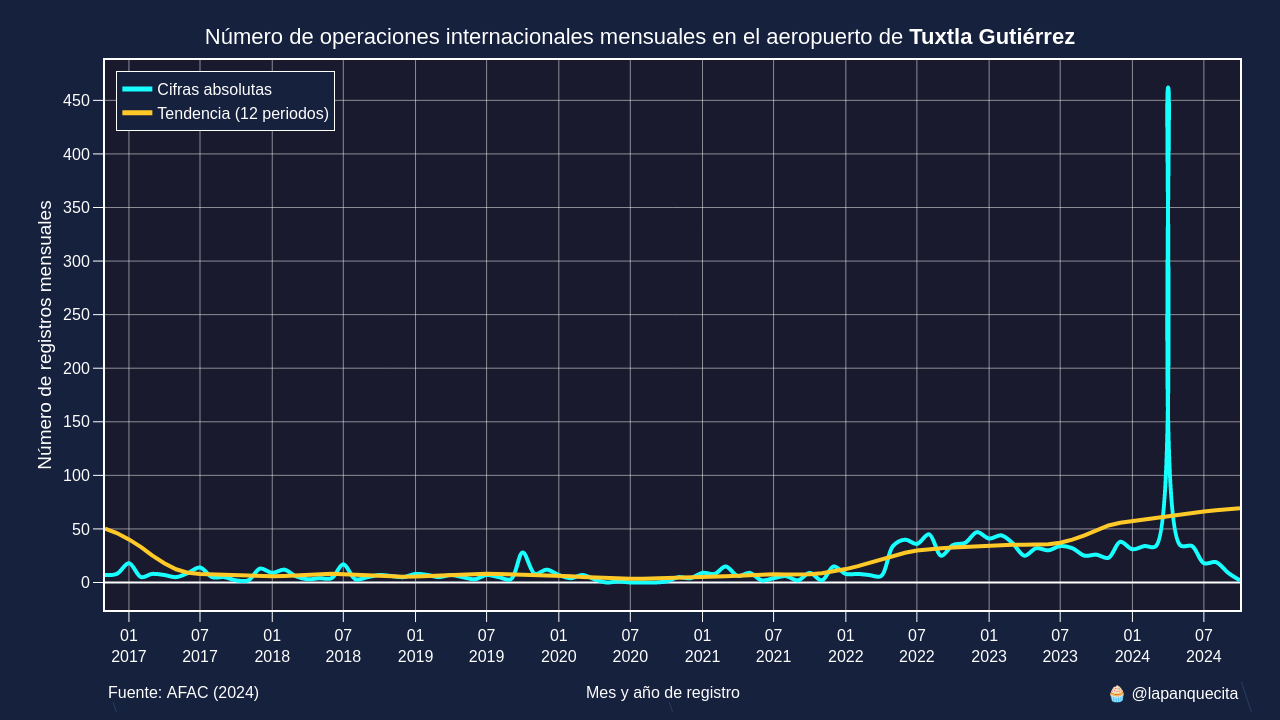 Número de operaciones internacionales mensuales en el aeropuerto de Tuxtla Gutiérrez
Cifras absolutas
Tendencia (12 periodos)
Número de registros mensuales
450
400
350
300
250
200
150
100
50
0
01 07 01 07 01 07 01 07 01 07 01 07 01 07 01 07
2017 2017 2018 2018 2019 2019 2020 2020 2021 2021 2022 2022 2023 2023 2024 2024
Fuente: AFAC (2024) Mes y año de registro 🧁 @lapanquecita